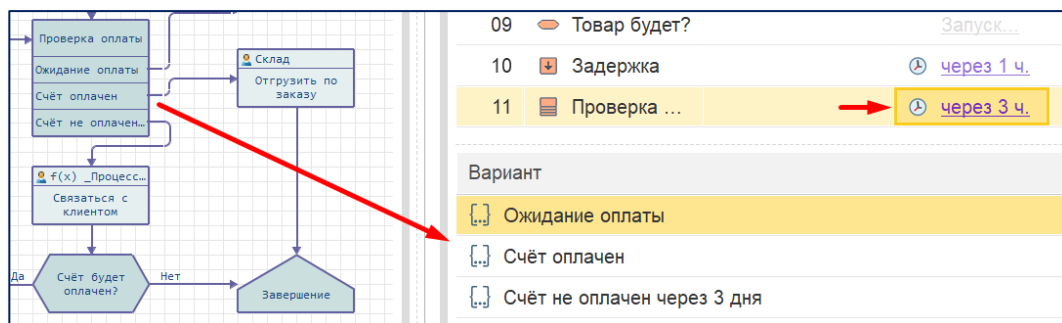 Проверка оплаты
Ожидание оплаты
Счёт оплачен
Счёт не оплачен…
Склад
Отгрузить по
заказу
f(x) _Процесс…
Связаться с
клиентом
Да
Счёт будет
оплачен?
Нет
Завершение
09 Товар будет? Запуск...
10 Задержка через 1 ч.
11 Проверка ... через 3 ч.
Вариант
{..} Ожидание оплаты
{..} Счёт оплачен
{..} Счёт не оплачен через 3 дня